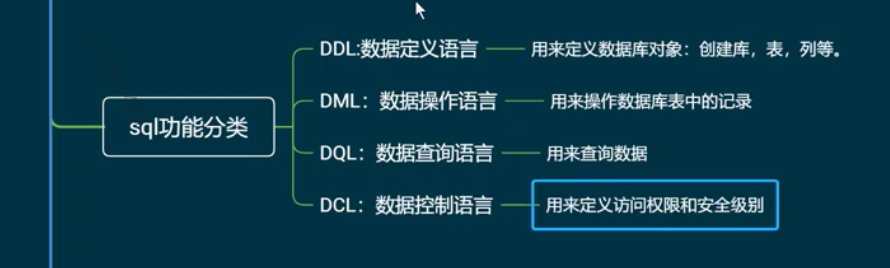 DDL:数据定义语言 用来定义数据库对象：创建库，表，列等。
DML：数据操作语言 用来操作数据库表中的记录
sql功能分类
DQL：数据查询语言 用来查询数据
DCL：数据控制语言 用来定义访问权限和安全级别